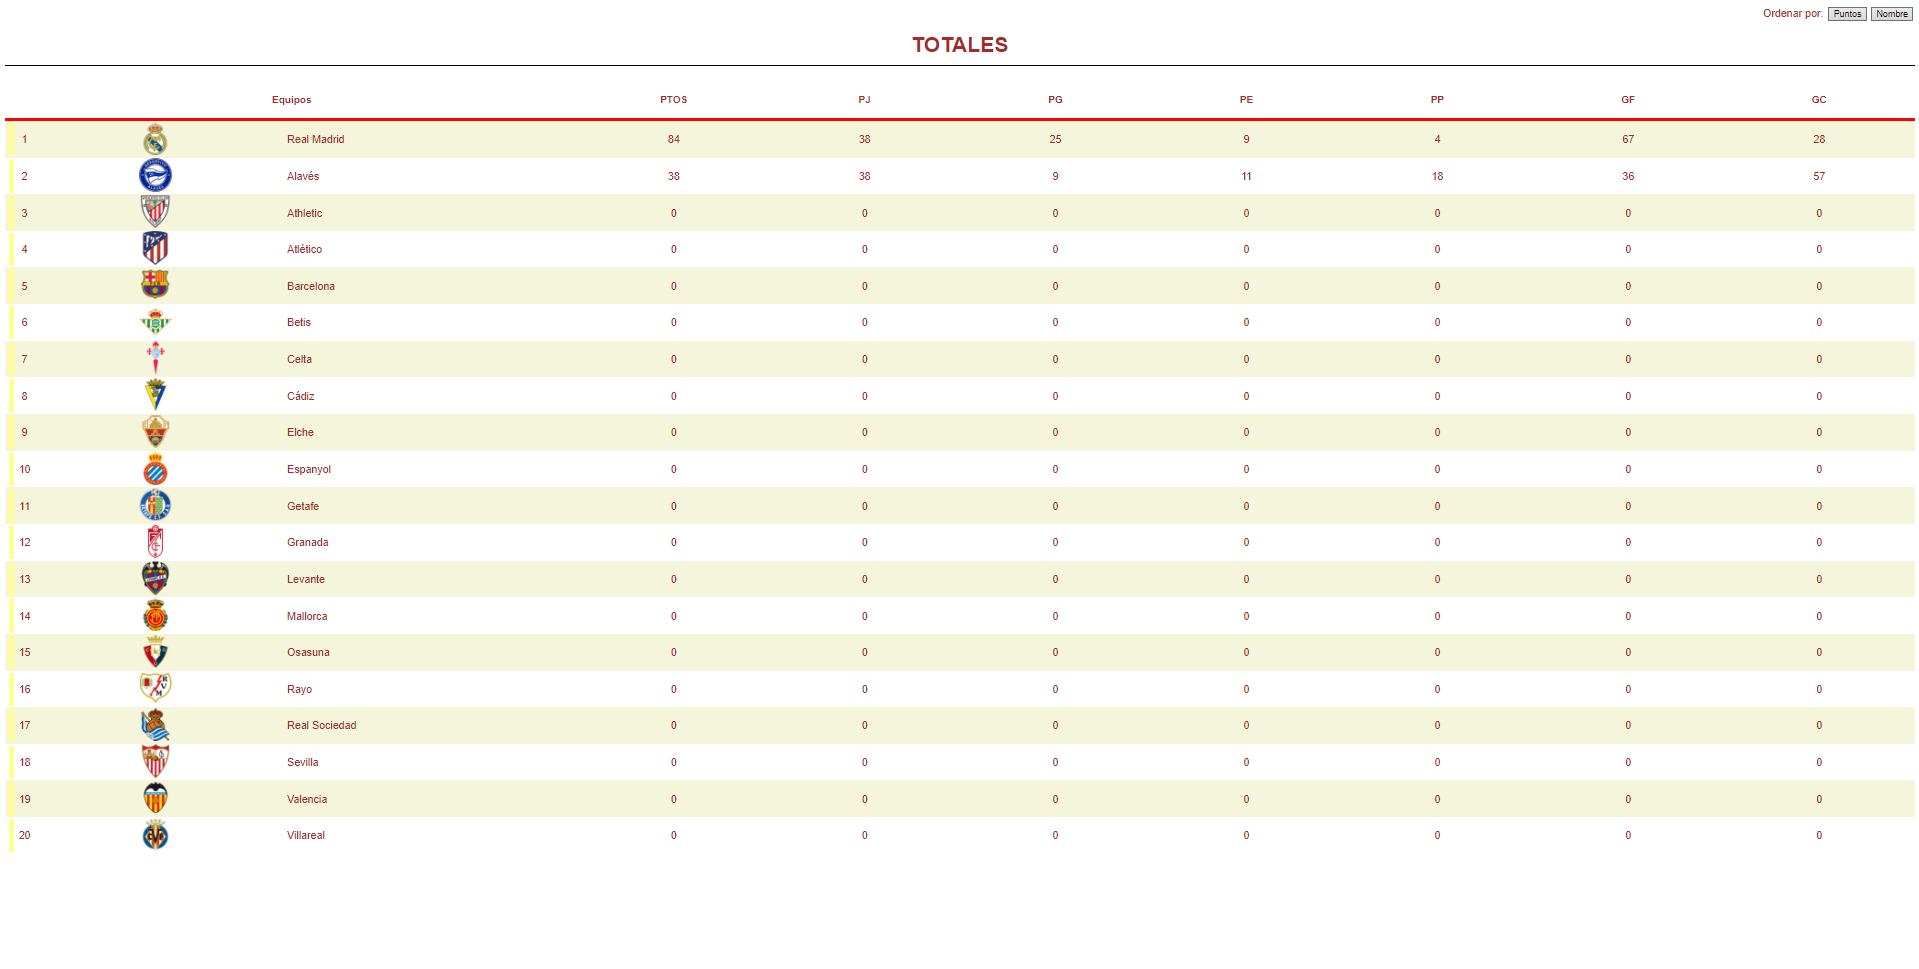 Ordenar por: Puntos Nombre
TOTALES
Equipos PTOS PJ PG PE PP GF GC
1 Real Madrid 84 38 25 9 4 67 28
2 Alavés 38 38 9 11 18 36 57
3 Athletic 0 0 0 0 0 0 0
4 Atlético 0 0 0 0 0 0 0
5 Barcelona 0 0 0 0 0 0 0
6 Betis 0 0 0 0 0 0 0
7 Celta 0 0 0 0 0 0 0
8 Cádiz 0 0 0 0 0 0 0
9 Elche 0 0 0 0 0 0 0
10 Espanyol 0 0 0 0 0 0 0
11 Getafe 0 0 0 0 0 0 0
12 Granada 0 0 0 0 0 0 0
13 Levante 0 0 0 0 0 0 0
14 Mallorca 0 0 0 0 0 0 0
15 Osasuna 0 0 0 0 0 0 0
16 Rayo 0 0 0 0 0 0 0
17 Real Sociedad 0 0 0 0 0 0 0
18 Sevilla 0 0 0 0 0 0 0
19 Valencia 0 0 0 0 0 0 0
20 Villareal 0 0 0 0 0 0 0